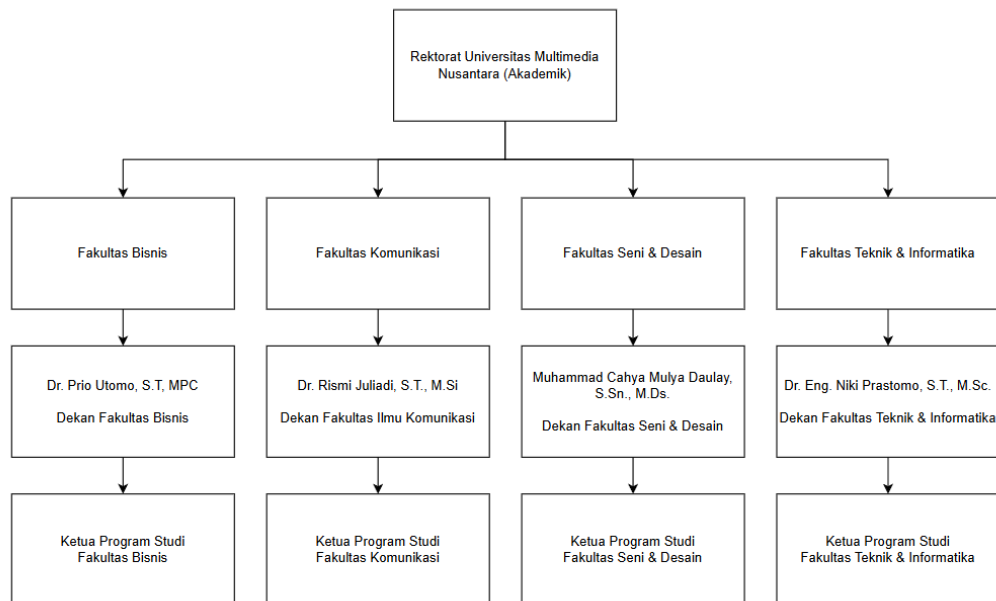 Rektorat Universitas Multimedia
Nusantara (Akademik)
Fakultas Bisnis
Fakultas Komunikasi
Fakultas Seni & Desain
Fakultas Teknik & Informatika
Dr. Prio Utomo, S.T, MPC
Dekan Fakultas Bisnis
Dr. Rismi Juliadi, S.T., M.Si
Dekan Fakultas Ilmu Komunikasi
Muhammad Cahya Mulya Daulay,
S.Sn., M.Ds.
Dekan Fakultas Seni & Desain
Dr. Eng. Niki Prastomo, S.T., M.Sc.
Dekan Fakultas Teknik & Informatika
Ketua Program Studi
Fakultas Bisnis
Ketua Program Studi
Fakultas Komunikasi
Ketua Program Studi
Fakultas Seni & Desain
Ketua Program Studi
Fakultas Teknik & Informatika